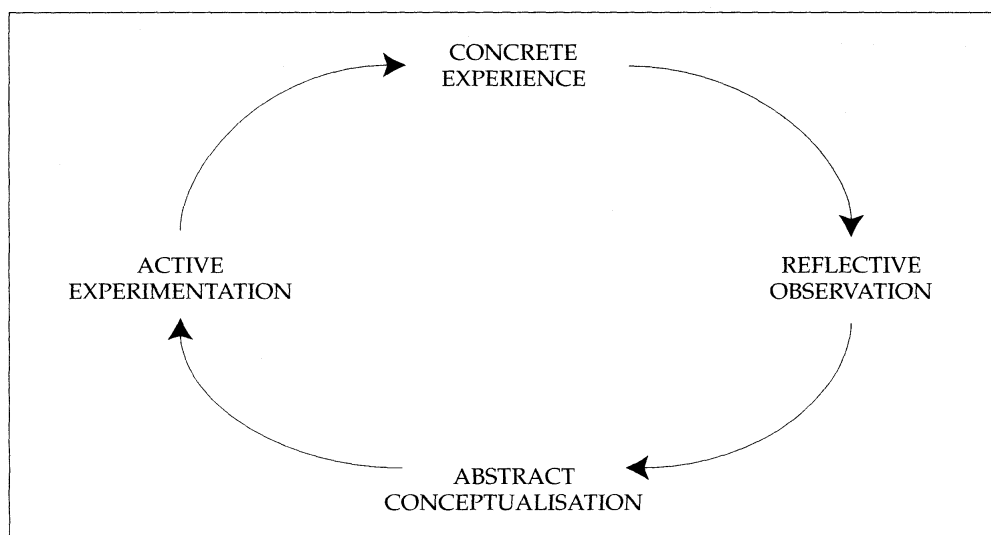 CONCRETE
EXPERIENCE
REFLECTIVE
OBSERVATION
ABSTRACT
CONCEPTUALISATION
ACTIVE
EXPERIMENTATION